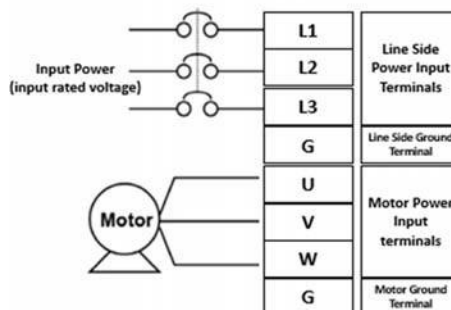 Input Power
(input rated voltage)
L1
L2
L3
G
Line Side
Power Input
Terminals
Line Side Ground
Terminal
Motor
U
V
W
G
Motor Power
Input
terminals
Motor Ground
Terminal